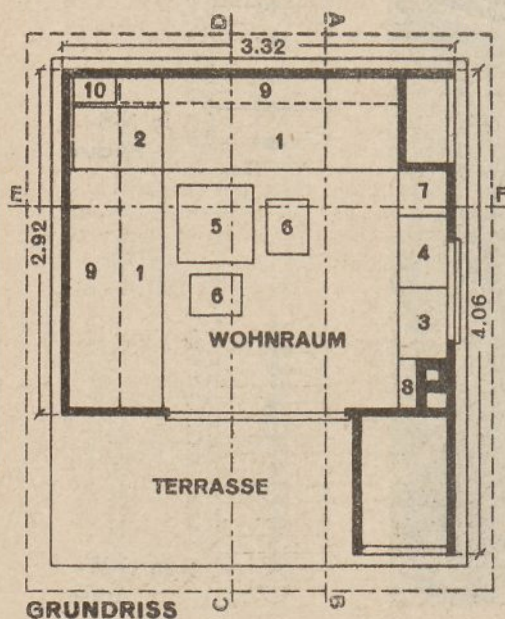 D A
3.32
10 9
2 1
E F
7
5 6 4
2.92
9 1
6 3
4.06
WOHNRAUM
8
TERRASSE
C B
GRUNDRISS